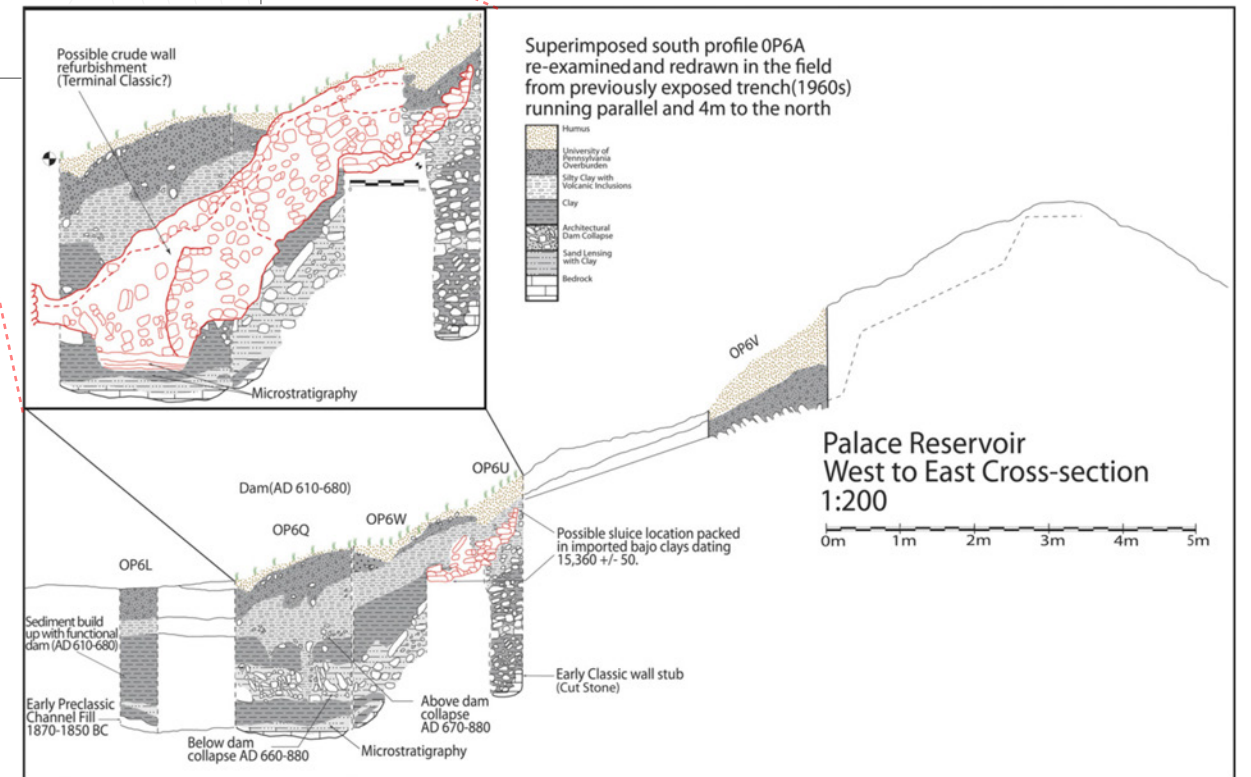 Possible crude wall
refurbishment
(Terminal Classic?)
Microstratigraphy
Superimposed south profile 0P6A
re-examined and redrawn in the field
from previously exposed trench(1960s)
running parallel and 4m to the north
Humus
University of
Pennsylvania
Overburden
Silty Clay with
Volcanic Inclusions
Clay
Architectural
Dam Collapse
Sand Lensing
with Clay
Bedrock
OP6V
Palace Reservoir
West to East Cross-section
1:200
0m 1m 2m 3m 4m 5m
OP6U
Dam(AD 610-680)
OP6W
OP6Q
OP6L
Possible sluice location packed
in imported bajo clays dating
15,360 +/- 50.
Sediment build
up with functional
dam (AD 610-680)
Early Classic wall stub
(Cut Stone)
Early Preclassic
Channel Fill
1870-1850 BC
Above dam
collapse
AD 670-880
Below dam
collapse AD 660-880
Microstratigraphy